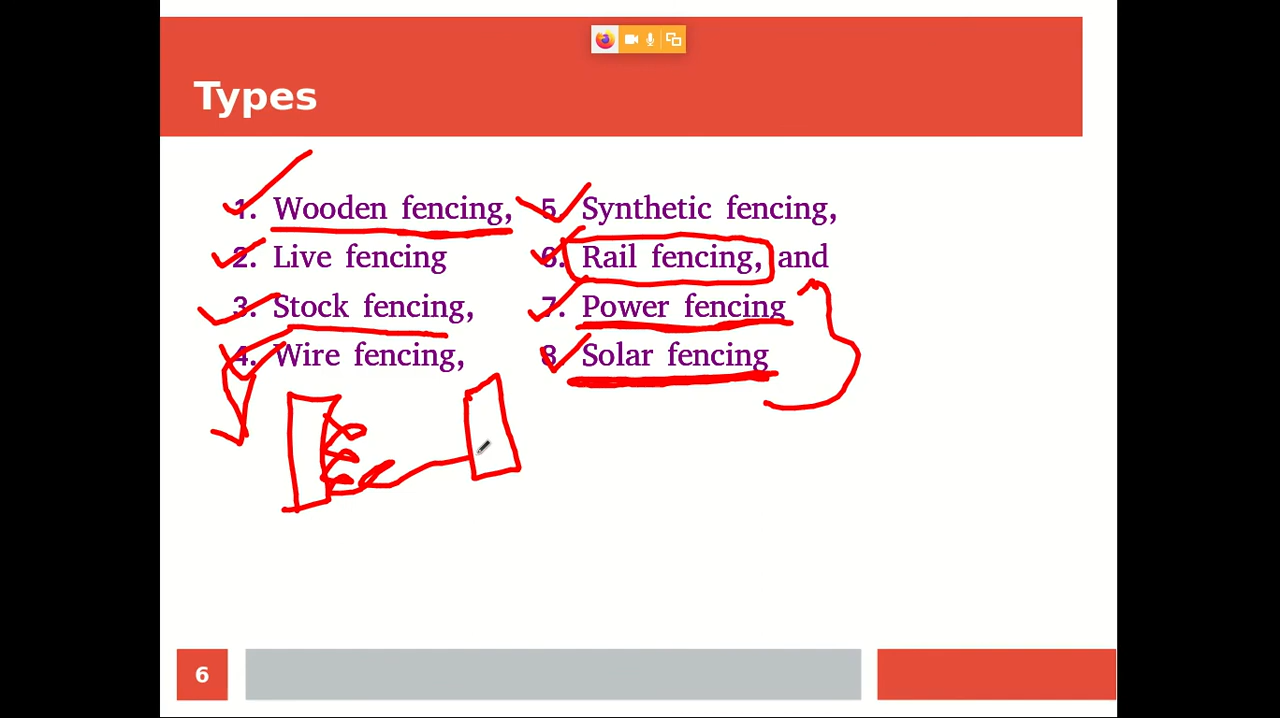 Types
1. Wooden fencing,
2. Live fencing
3. Stock fencing,
4. Wire fencing,
5. Synthetic fencing,
6. Rail fencing, and
7. Power fencing
8. Solar fencing
6